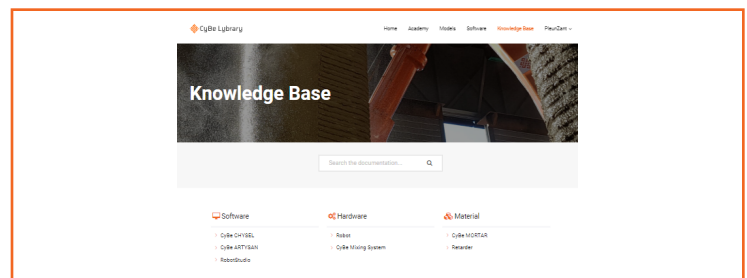 CyBe Lybrary
Home Academy Models Software Knowledge Base PleunZam
Knowledge Base
Search the documentation...
Software
CyBe CHYSEL
CyBe ARTYSAN
RobotStudio
Hardware
Robot
CyBe Mixing System
Material
CyBe MORTAR
Retarder